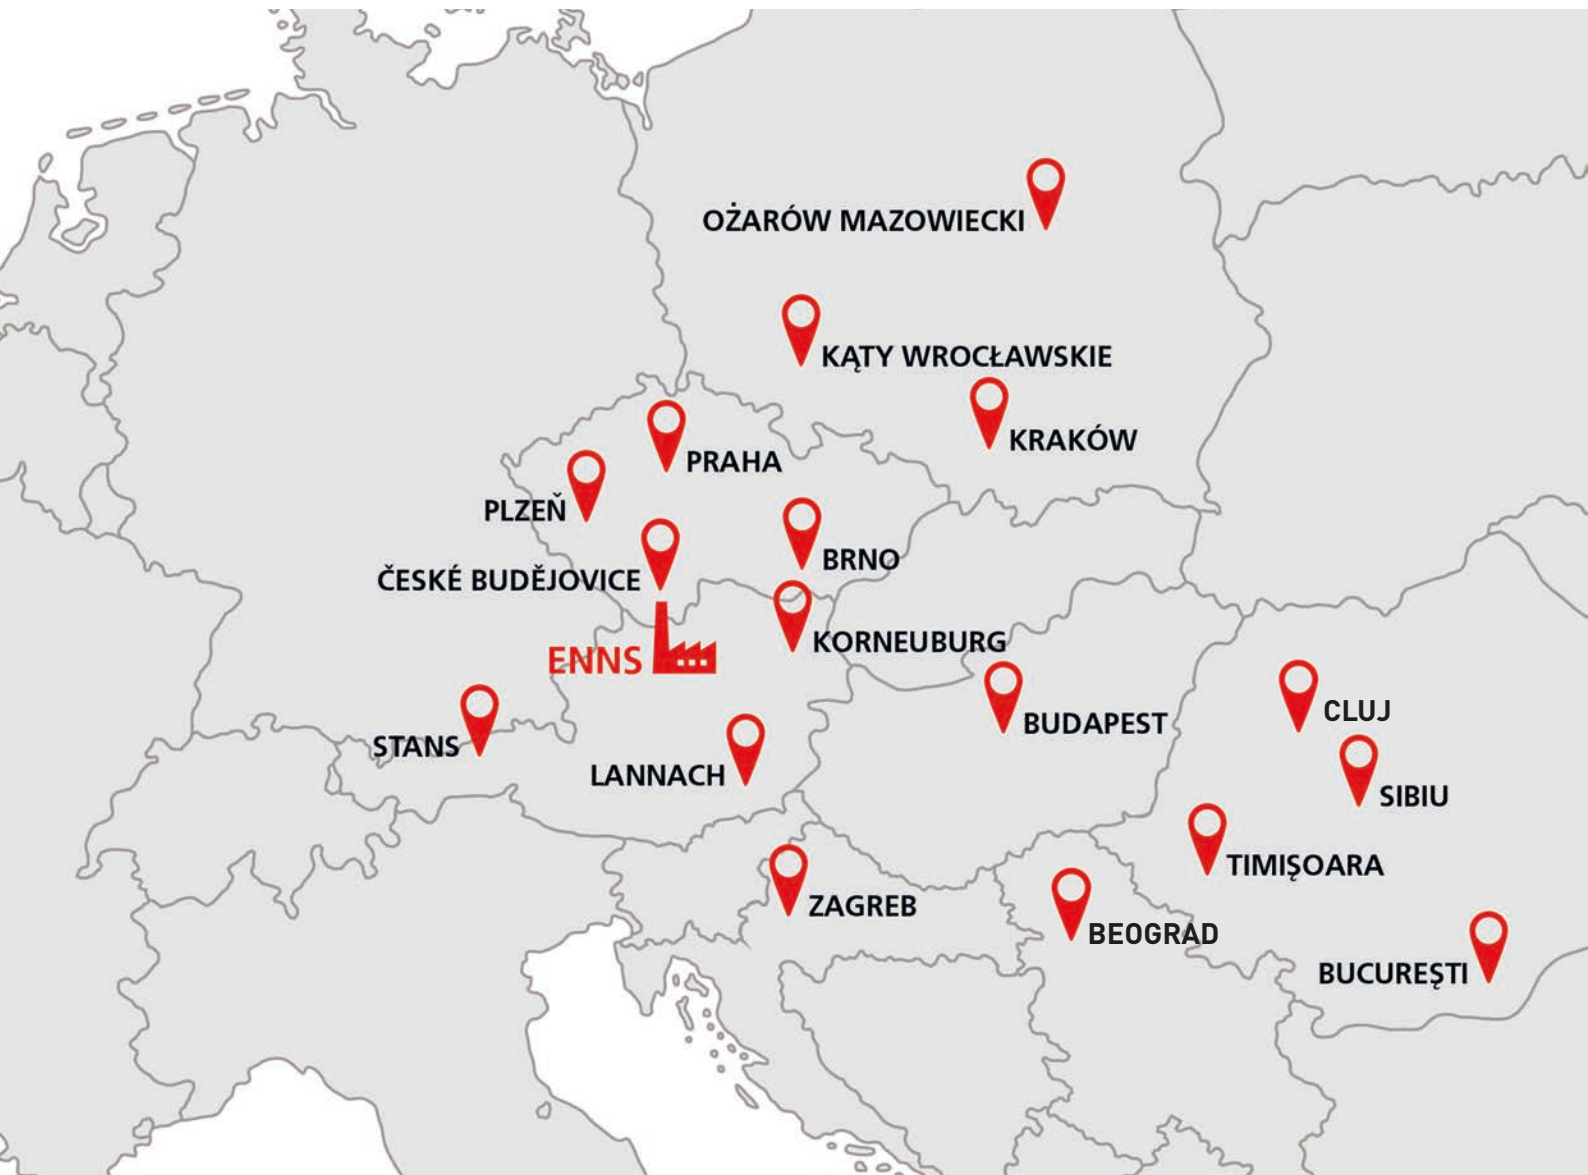 OŻARÓW MAZOWIECKI
KĄTY WROCŁAWSKIE
KRAKÓW
PRAHA
PLZEŇ
BRNO
ČESKÉ BUDĚJOVICE
KORNEUBURG
ENNS
CLUJ
BUDAPEST
STANS
LANNACH
SIBIU
TIMIŞOARA
ZAGREB
BEOGRAD
BUCUREŞTI